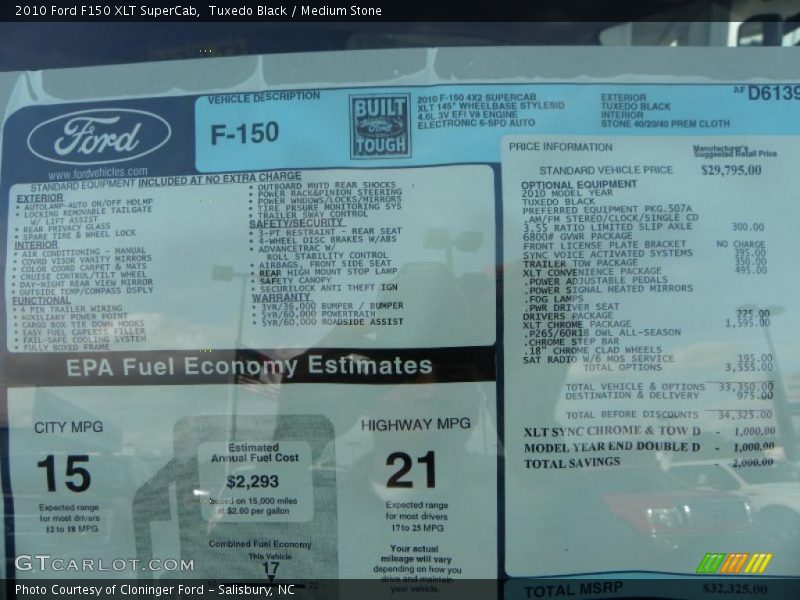 2010 Ford F150 XLT SuperCab, Tuxedo Black / Medium Stone
Ford
www.fordvehicles.com
VEHICLE DESCRIPTION
F-150
BUILT
Ford
TOUGH
2010 F-150 4X2 SUPERCAB
XLT 145" WHEELBASE STYLESID
4.6L 3V EFI V8 ENGINE
ELECTRONIC 6-SPD AUTO
EXTERIOR
TUXEDO BLACK
INTERIOR
STONE 40/20/40 PREM CLOTH
AF D6139
STANDARD EQUIPMENT INCLUDED AT NO EXTRA CHARGE
EXTERIOR
• AUTOLAMP-AUTO ON/OFF HDLMP
• LOCKING REMOVABLE TAILGATE
W/ LIFT ASSIST
• REAR PRIVACY GLASS
• SPARE TIRE & WHEEL LOCK
INTERIOR
• AIR CONDITIONING - MANUAL
• COVRD VISOR VANITY MIRRORS
• COLOR COORD CARPET & MATS
• CRUISE CONTROL/TILT WHEEL
• DAY-NIGHT REAR VIEW MIRROR
• OUTSIDE TEMP/COMPASS DSPLY
FUNCTIONAL
• 4 PIN TRAILER WIRING
• AUXILIARY POWER POINT
• CARGO BOX TIE DOWN HOOKS
• EASY FUEL CAPLESS FILLER
• FAIL-SAFE COOLING SYSTEM
• FULLY BOXED FRAME
• OUTBOARD MNTD REAR SHOCKS
• POWER RACK&PINION STEERING
• POWER WINDOWS/LOCKS/MIRRORS
• TIRE PRSURE MONITORING SYS
• TRAILER SWAY CONTROL
SAFETY/SECURITY
• 3-PT RESTRAINT - REAR SEAT
• 4-WHEEL DISC BRAKES W/ABS
• ADVANCETRAC W/
ROLL STABILITY CONTROL
• AIRBAGS, FRONT SIDE SEAT
• REAR HIGH MOUNT STOP LAMP
• SAFETY CANOPY
• SECURILOCK ANTI THEFT IGN
WARRANTY
• 3YR/36,000 BUMPER / BUMPER
• 5YR/60,000 POWERTRAIN
• 5YR/60,000 ROADSIDE ASSIST
PRICE INFORMATION
Manufacturer's
Suggested Retail Price
STANDARD VEHICLE PRICE $29,795.00
OPTIONAL EQUIPMENT
2010 MODEL YEAR
TUXEDO BLACK
PREFERRED EQUIPMENT PKG.507A
.AM/FM STEREO/CLOCK/SINGLE CD
3.55 RATIO LIMITED SLIP AXLE 300.00
6800# GVWR PACKAGE
FRONT LICENSE PLATE BRACKET NO CHARGE
SYNC VOICE ACTIVATED SYSTEMS 395.00
TRAILER TOW PACKAGE 350.00
XLT CONVENIENCE PACKAGE 495.00
.POWER ADJUSTABLE PEDALS
.POWER SIGNAL HEATED MIRRORS
.FOG LAMPS
.PWR DRIVER SEAT
DRIVERS PACKAGE 225.00
XLT CHROME PACKAGE 1,595.00
.P265/60R18 OWL ALL-SEASON
.CHROME STEP BAR
.18" CHROME CLAD WHEELS
SAT RADIO W/6 MOS SERVICE 195.00
TOTAL OPTIONS 3,555.00
TOTAL VEHICLE & OPTIONS 33,350.00
DESTINATION & DELIVERY 975.00
TOTAL BEFORE DISCOUNTS 34,325.00
XLT SYNC CHROME & TOW D - 1,000.00
MODEL YEAR END DOUBLE D - 1,000.00
TOTAL SAVINGS - 2,000.00
TOTAL MSRP $32,325.00
EPA Fuel Economy Estimates
CITY MPG
15
Expected range
for most drivers
12 to 18 MPG
Estimated
Annual Fuel Cost
$2,293
based on 15,000 miles
at $2.60 per gallon
Combined Fuel Economy
This Vehicle
17
HIGHWAY MPG
21
Expected range
for most drivers
17 to 25 MPG
Your actual
mileage will vary
depending on how you
drive and maintain
your vehicle.
GTCARLOT.COM
Photo Courtesy of Cloninger Ford - Salisbury, NC